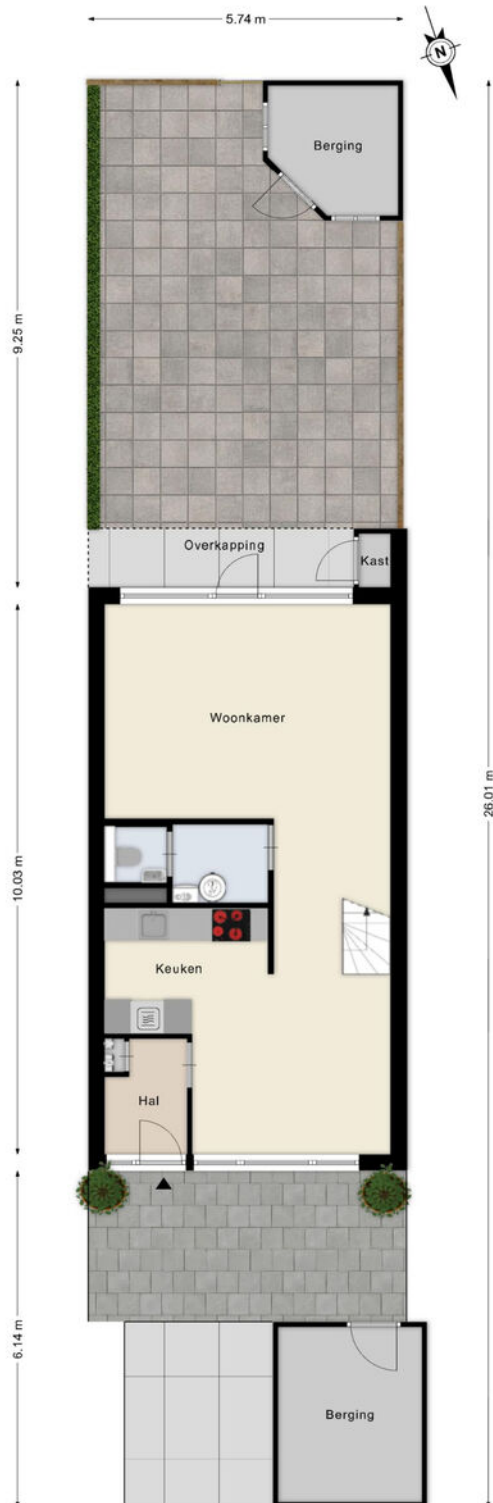 5.74 m
N
Berging
9.25 m
Overkapping
Kast
Woonkamer
26.01 m
10.03 m
Keuken
Hal
6.14 m
Berging